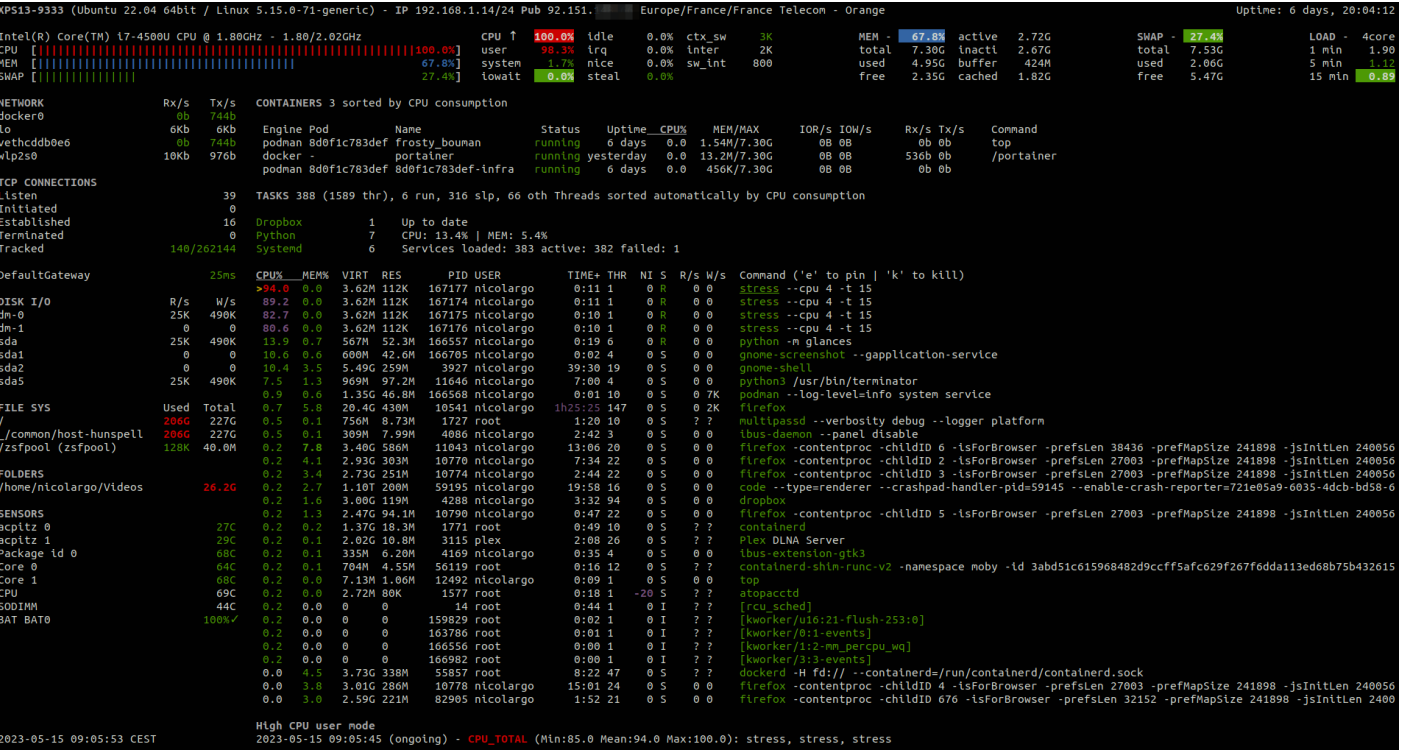 XPS13-9333 (Ubuntu 22.04 64bit / Linux 5.15.0-71-generic) - IP 192.168.1.14/24 Pub 92.151. Europe/France/France Telecom - Orange Uptime: 6 days, 20:04:12
Intel(R) Core(TM) i7-4500U CPU @ 1.80GHz - 1.80/2.02GHz CPU ↑ 100.0% idle 0.0% ctx_sw 3K MEM - 67.8% active 2.72G SWAP - 27.4% LOAD - 4core
CPU [||||||||||||||||||||||||||||||||||||||||||||||||||100.0%] user 98.3% irq 0.0% inter 2K total 7.30G inacti 2.67G total 7.53G 1 min 1.90
MEM [||||||||||||||||||||||||||||||||||| 67.8%] system 1.7% nice 0.0% sw_int 800 used 4.95G buffer 424M used 2.06G 5 min 1.12
SWAP [||||||||||||||| 27.4%] iowait 0.0% steal 0.0% free 2.35G cached 1.82G free 5.47G 15 min 0.89
NETWORK Rx/s Tx/s CONTAINERS 3 sorted by CPU consumption
docker0 0b 744b
lo 6Kb 6Kb Engine Pod Name Status Uptime CPU% MEM/MAX IOR/s IOW/s Rx/s Tx/s Command
vethcddb0e6 0b 744b podman 8d0f1c783def frosty_bouman running 6 days 0.0 1.54M/7.30G 0B 0B 0b 0b top
wlp2s0 10Kb 976b docker - portainer running yesterday 0.0 13.2M/7.30G 0B 0B 536b 0b /portainer
podman 8d0f1c783def 8d0f1c783def-infra running 6 days 0.0 456K/7.30G 0B 0B 0b 0b
TCP CONNECTIONS
Listen 39 TASKS 388 (1589 thr), 6 run, 316 slp, 66 oth Threads sorted automatically by CPU consumption
Initiated 0
Established 16 Dropbox 1 Up to date
Terminated 0 Python 7 CPU: 13.4% | MEM: 5.4%
Tracked 140/262144 Systemd 6 Services loaded: 383 active: 382 failed: 1
DefaultGateway 25ms CPU% MEM% VIRT RES PID USER TIME+ THR NI S R/s W/s Command ('e' to pin | 'k' to kill)
>94.0 0.0 3.62M 112K 167177 nicolargo 0:11 1 0 R 0 0 stress --cpu 4 -t 15
DISK I/O R/s W/s 89.2 0.0 3.62M 112K 167174 nicolargo 0:11 1 0 R 0 0 stress --cpu 4 -t 15
dm-0 25K 490K 82.7 0.0 3.62M 112K 167175 nicolargo 0:10 1 0 R 0 0 stress --cpu 4 -t 15
dm-1 0 0 80.6 0.0 3.62M 112K 167176 nicolargo 0:10 1 0 R 0 0 stress --cpu 4 -t 15
sda 25K 490K 13.9 0.7 567M 52.3M 166557 nicolargo 0:19 6 0 R 0 0 python -m glances
sda1 0 0 10.6 0.6 600M 42.6M 166705 nicolargo 0:02 4 0 S 0 0 gnome-screenshot --gapplication-service
sda2 0 0 10.4 3.5 5.49G 259M 3927 nicolargo 39:30 19 0 S 0 0 gnome-shell
sda5 25K 490K 7.5 1.3 969M 97.2M 11646 nicolargo 7:00 4 0 S 0 0 python3 /usr/bin/terminator
0.9 0.6 1.35G 46.8M 166568 nicolargo 0:01 10 0 S 0 7K podman --log-level=info system service
FILE SYS Used Total 0.7 5.8 20.4G 430M 10541 nicolargo 1h25:25 147 0 S 0 2K firefox
/ 206G 227G 0.5 0.1 756M 8.73M 1727 root 1:20 10 0 S ? ? multipassd --verbosity debug --logger platform
_/common/host-hunspell 206G 227G 0.5 0.1 309M 7.99M 4086 nicolargo 2:42 3 0 S 0 0 ibus-daemon --panel disable
/zsfpool (zsfpool) 128K 40.0M 0.2 7.8 3.40G 586M 11043 nicolargo 13:06 20 0 S 0 0 firefox -contentproc -childID 6 -isForBrowser -prefsLen 38436 -prefMapSize 241898 -jsInitLen 240056
0.2 4.1 2.93G 303M 10770 nicolargo 7:34 22 0 S 0 0 firefox -contentproc -childID 2 -isForBrowser -prefsLen 27003 -prefMapSize 241898 -jsInitLen 240056
FOLDERS 0.2 3.4 2.73G 251M 10774 nicolargo 2:44 22 0 S 0 0 firefox -contentproc -childID 3 -isForBrowser -prefsLen 27003 -prefMapSize 241898 -jsInitLen 240056
/home/nicolargo/Videos 26.2G 0.2 2.7 1.10T 200M 59195 nicolargo 19:58 16 0 S 0 0 code --type=renderer --crashpad-handler-pid=59145 --enable-crash-reporter=721e05a9-6035-4dcb-bd58-6
0.2 1.6 3.00G 119M 4288 nicolargo 3:32 94 0 S 0 0 dropbox
SENSORS 0.2 1.3 2.47G 94.1M 10790 nicolargo 0:47 22 0 S 0 0 firefox -contentproc -childID 5 -isForBrowser -prefsLen 27003 -prefMapSize 241898 -jsInitLen 240056
acpitz 0 27C 0.2 0.2 1.37G 18.3M 1771 root 0:49 10 0 S ? ? containerd
acpitz 1 29C 0.2 0.1 2.02G 10.8M 3115 plex 2:08 26 0 S ? ? Plex DLNA Server
Package id 0 68C 0.2 0.1 335M 6.20M 4169 nicolargo 0:35 4 0 S 0 0 ibus-extension-gtk3
Core 0 64C 0.2 0.1 704M 4.55M 56119 root 0:16 12 0 S ? ? containerd-shim-runc-v2 -namespace moby -id 3abd51c615968482d9ccff5afc629f267f6dda113ed68b75b432615
Core 1 68C 0.2 0.0 7.13M 1.06M 12492 nicolargo 0:09 1 0 S 0 0 top
CPU 69C 0.2 0.0 2.72M 80K 1577 root 0:18 1 -20 S ? ? atopacctd
SODIMM 44C 0.2 0.0 0 0 14 root 0:44 1 0 I ? ? [rcu_sched]
BAT BAT0 100%✓ 0.2 0.0 0 0 159829 root 0:02 1 0 I ? ? [kworker/u16:21-flush-253:0]
0.2 0.0 0 0 163786 root 0:01 1 0 I ? ? [kworker/0:1-events]
0.2 0.0 0 0 166556 root 0:00 1 0 I ? ? [kworker/1:2-mm_percpu_wq]
0.2 0.0 0 0 166982 root 0:00 1 0 I ? ? [kworker/3:3-events]
0.0 4.5 3.73G 338M 55857 root 8:22 47 0 S ? ? dockerd -H fd:// --containerd=/run/containerd/containerd.sock
0.0 3.8 3.01G 286M 10778 nicolargo 15:01 24 0 S 0 0 firefox -contentproc -childID 4 -isForBrowser -prefsLen 27003 -prefMapSize 241898 -jsInitLen 240056
0.0 3.0 2.59G 221M 82905 nicolargo 1:52 21 0 S 0 0 firefox -contentproc -childID 676 -isForBrowser -prefsLen 32152 -prefMapSize 241898 -jsInitLen 2400
High CPU user mode
2023-05-15 09:05:53 CEST 2023-05-15 09:05:45 (ongoing) - CPU_TOTAL (Min:85.0 Mean:94.0 Max:100.0): stress, stress, stress